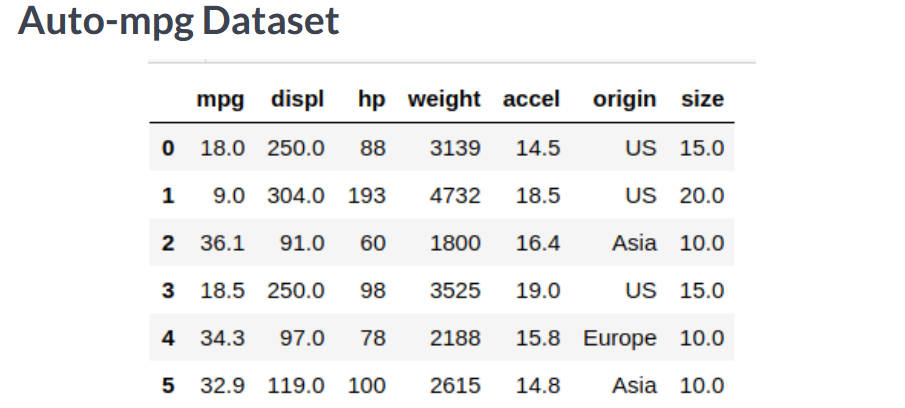 Auto-mpg Dataset
mpg displ hp weight accel origin size
0 18.0 250.0 88 3139 14.5 US 15.0
1 9.0 304.0 193 4732 18.5 US 20.0
2 36.1 91.0 60 1800 16.4 Asia 10.0
3 18.5 250.0 98 3525 19.0 US 15.0
4 34.3 97.0 78 2188 15.8 Europe 10.0
5 32.9 119.0 100 2615 14.8 Asia 10.0